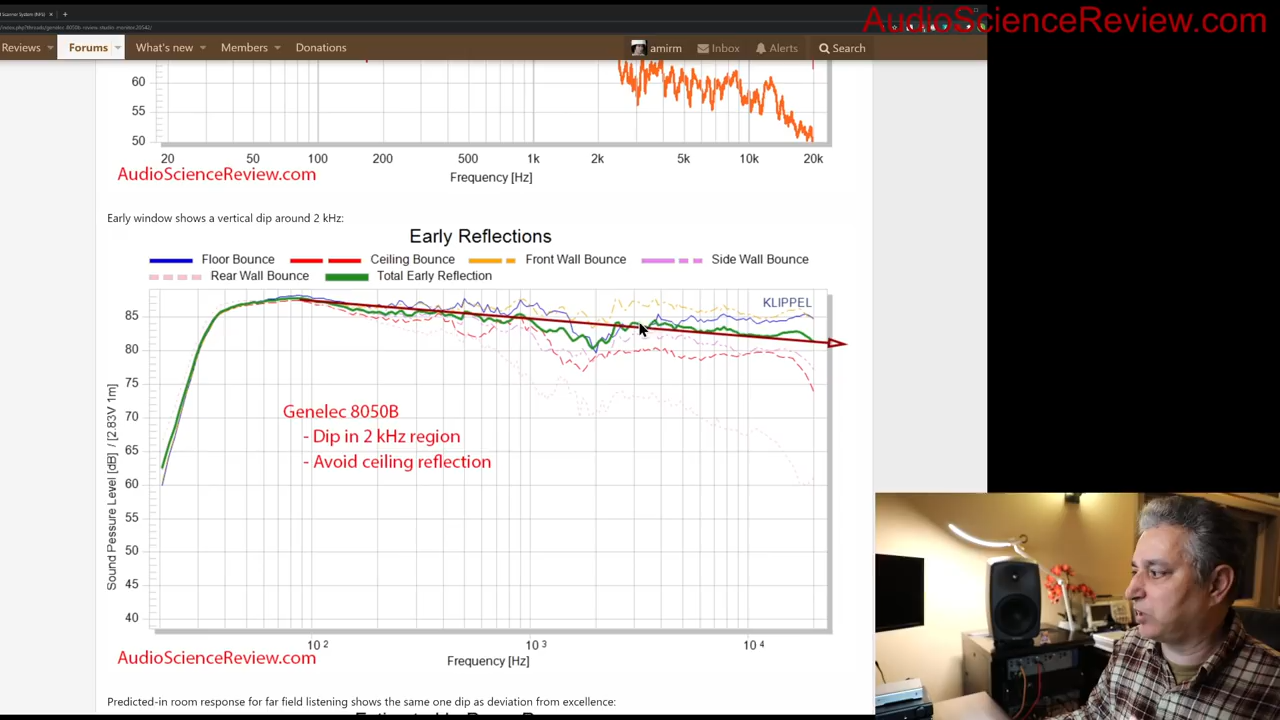 AudioScienceReview.com
Reviews Forums What's new Members Donations amirm Inbox Alerts Search
60
55
50
20 50 100 200 500 1k 2k 5k 10k 20k
AudioScienceReview.com
Frequency [Hz]
Early window shows a vertical dip around 2 kHz:
Early Reflections
Floor Bounce Ceiling Bounce Front Wall Bounce Side Wall Bounce
Rear Wall Bounce Total Early Reflection
KLIPPEL
85
80
75
70
65
60
55
50
45
40
Sound Pessure Level [dB] / [2.83V 1m]
Genelec 8050B
- Dip in 2 kHz region
- Avoid ceiling reflection
10 2 10 3 10 4
AudioScienceReview.com
Frequency [Hz]
Predicted-in room response for far field listening shows the same one dip as deviation from excellence: